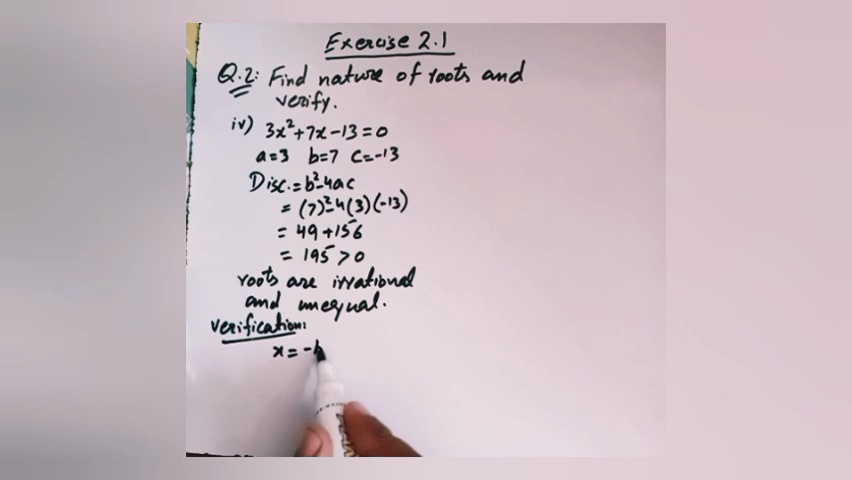 Exercise 2.1
Q.2: Find nature of roots and
verify.
iv) 3x²+7x-13=0
a=3 b=7 c=-13
Disc.=b²-4ac
= (7)²-4(3)(-13)
= 49+156
= 195>0
roots are irrational
and unequal.
Verification:
x = -b